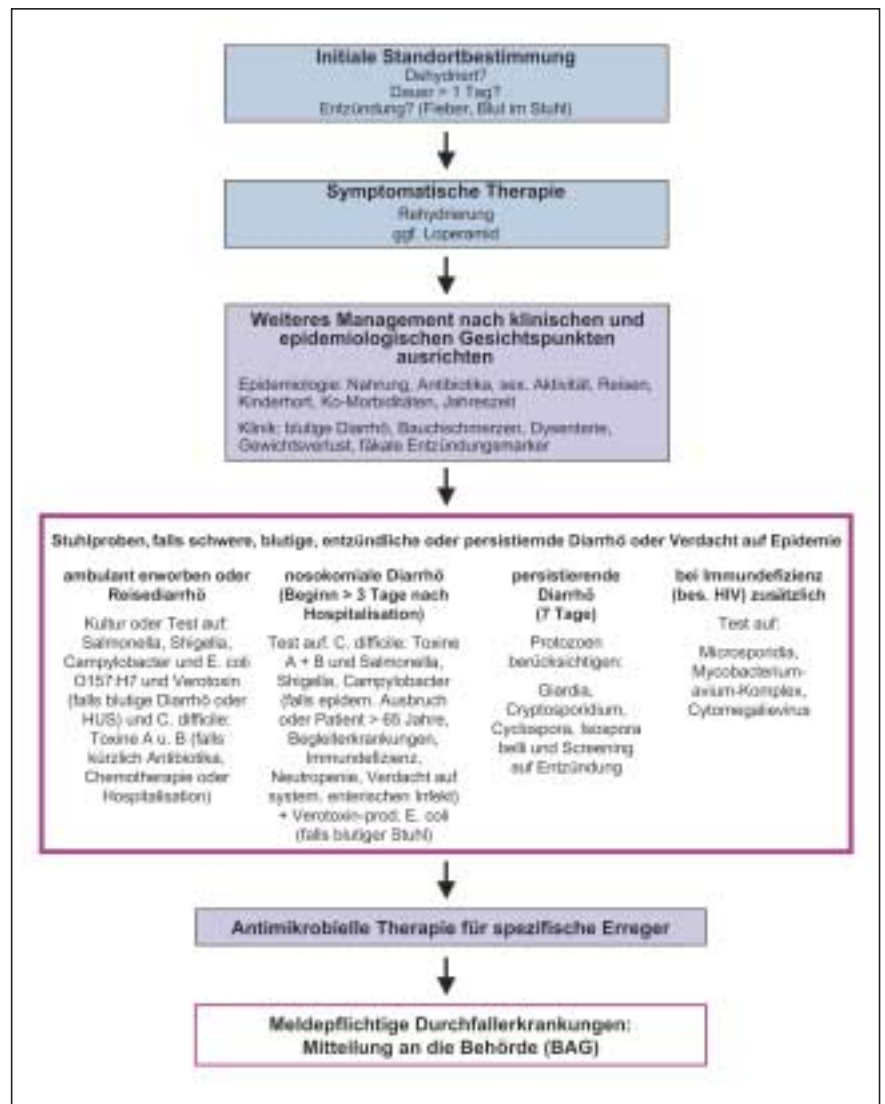 Initiale Standortbestimmung
Dehydriert?
Dauer > 1 Tag?
Entzündung? (Fieber, Blut im Stuhl)
Symptomatische Therapie
Rehydrierung
ggf. Loperamid
Weiteres Management nach klinischen und
epidemiologischen Gesichtspunkten
ausrichten
Epidemiologie: Nahrung, Antibiotika, sex. Aktivität, Reisen,
Kinderhort, Ko-Morbiditäten, Jahreszeit
Klinik: blutige Diarrhö, Bauchschmerzen, Dysenterie,
Gewichtsverlust, fäkale Entzündungsmarker
Stuhlproben, falls schwere, blutige, entzündliche oder persistiernde Diarrhö oder Verdacht auf Epidemie
ambulant erworben oder
Reisediarrhö
Kultur oder Test auf:
Salmonella, Shigella,
Campylobacter und E. coli
O157:H7 und Verotoxin
(falls blutige Diarrhö oder
HUS) und C. difficile:
Toxine A u. B (falls
kürzlich Antibiotika,
Chemotherapie oder
Hospitalisation)
nosokomiale Diarrhö
(Beginn > 3 Tage nach
Hospitalisation)
Test auf: C. difficile: Toxine
A + B und Salmonella,
Shigella, Campylobacter
(falls epidem. Ausbruch
oder Patient > 65 Jahre,
Begleiterkrankungen,
Immundefizienz,
Neutropenie, Verdacht auf
system. enterischen Infekt)
+ Verotoxin-prod. E. coli
(falls blutiger Stuhl)
persistierende
Diarrhö
(7 Tage)
Protozoen
berücksichtigen:
Giardia,
Cryptosporidium,
Cyclospora, Isospora
belli und Screening
auf Entzündung
bei Immundefizienz
(bes. HIV) zusätzlich
Test auf:
Microsporidia,
Mycobacterium-
avium-Komplex,
Cytomegalievirus
Antimikrobielle Therapie für spezifische Erreger
Meldepflichtige Durchfallerkrankungen:
Mitteilung an die Behörde (BAG)